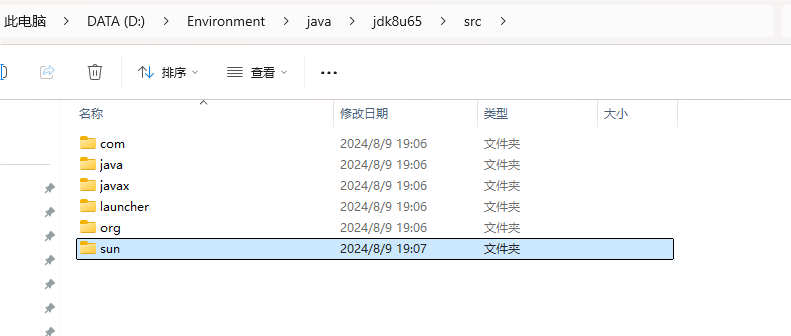 此电脑 > DATA (D:) > Environment > java > jdk8u65 > src >
排序 查看 ...
名称 修改日期 类型 大小
com 2024/8/9 19:06 文件夹
java 2024/8/9 19:06 文件夹
javax 2024/8/9 19:06 文件夹
launcher 2024/8/9 19:06 文件夹
org 2024/8/9 19:06 文件夹
sun 2024/8/9 19:07 文件夹